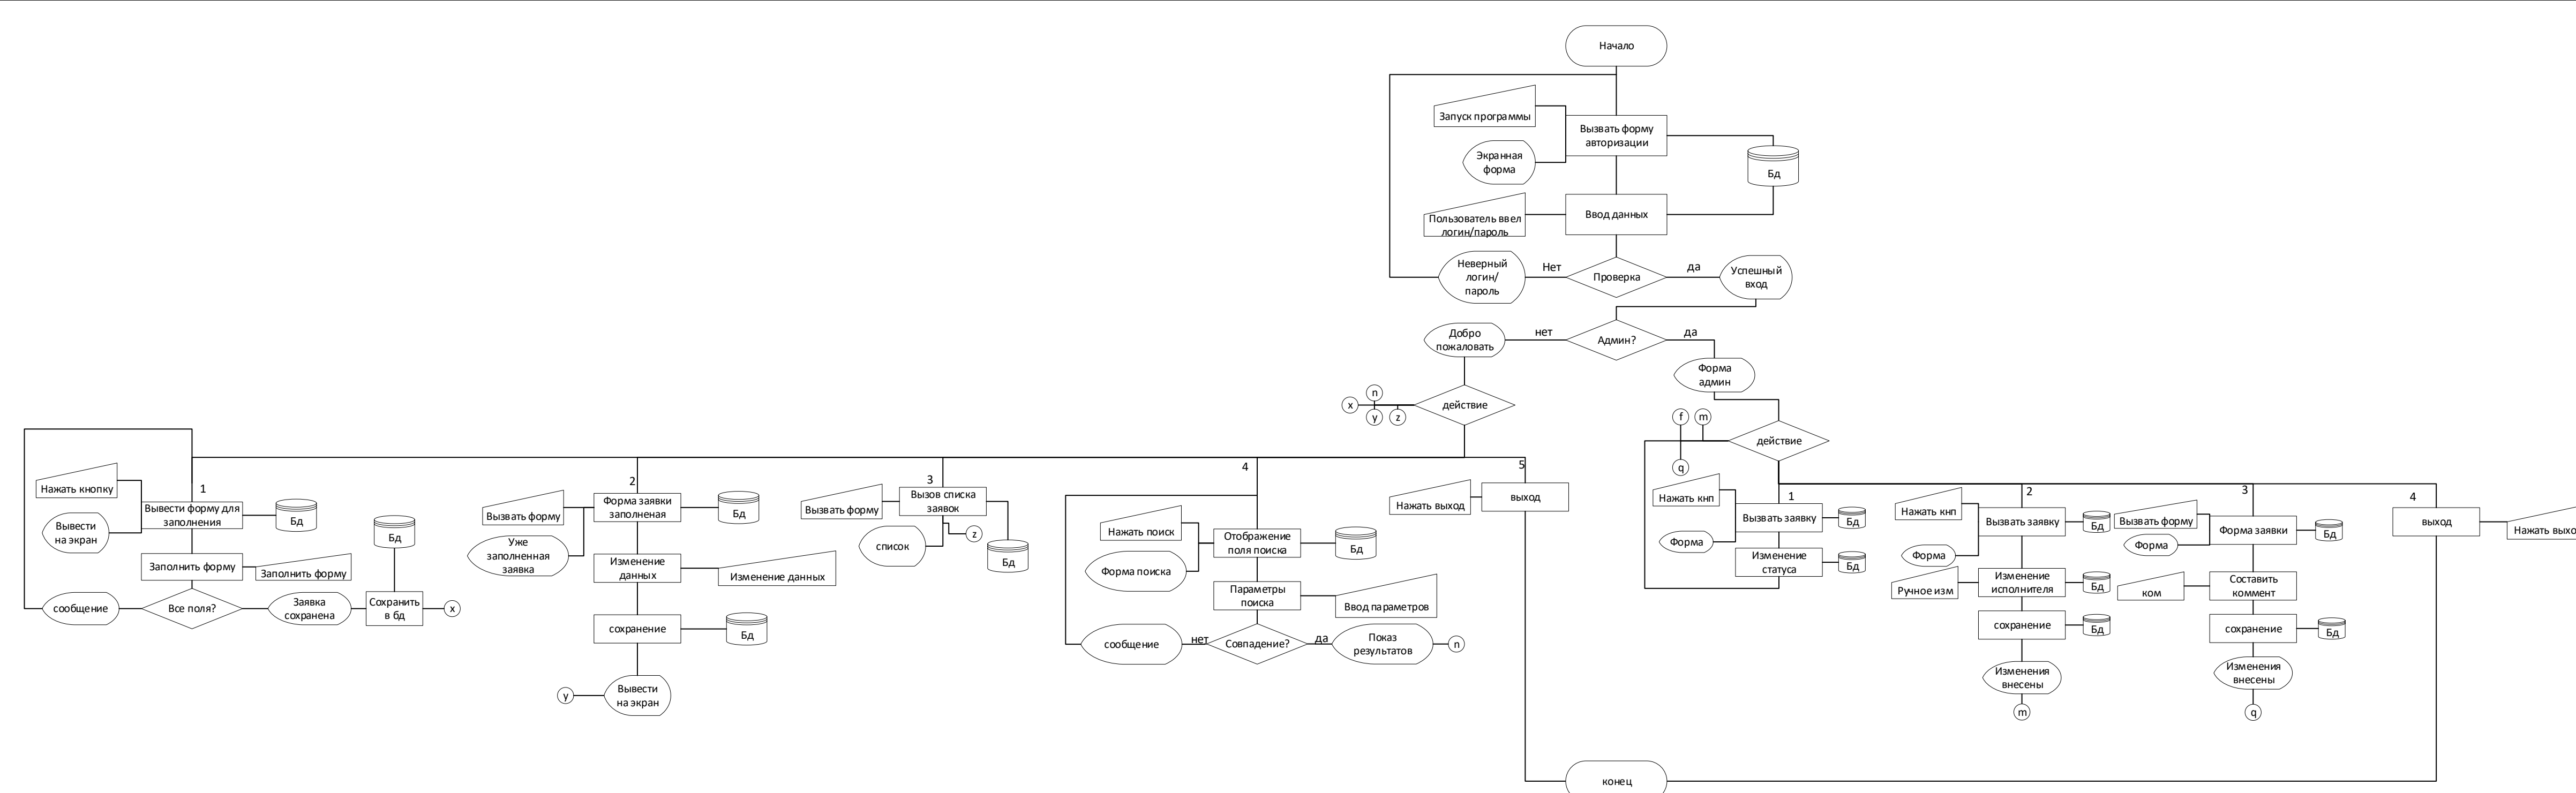 Начало
Запуск программы
Вызвать форму
авторизации
Экранная
форма
Бд
Пользователь ввел
логин/пароль
Ввод данных
Неверный
логин/
пароль
Нет
Проверка
да
Успешный
вход
Добро
пожаловать
нет
Админ?
да
Форма
админ
n
x
y
z
действие
f
m
q
действие
1
Нажать кнопку
Вывести форму для
заполнения
Бд
Вывести
на экран
Бд
Заполнить форму
Заполнить форму
сообщение
Все поля?
Заявка
сохранена
Сохранить
в бд
x
2
Вызвать форму
Форма заявки
заполненая
Бд
Уже
заполненная
заявка
Изменение
данных
Изменение данных
сохранение
Бд
y
Вывести
на экран
3
Вызвать форму
Вызов списка
заявок
z
список
Бд
4
Нажать поиск
Отображение
поля поиска
Бд
Форма поиска
Параметры
поиска
Ввод параметров
сообщение
нет
Совпадение?
да
Показ
результатов
n
5
Нажать выход
выход
1
Нажать кнп
Вызвать заявку
Бд
Форма
Изменение
статуса
Бд
2
Нажать кнп
Вызвать заявку
Бд
Форма
Ручное изм
Изменение
исполнителя
Бд
сохранение
Бд
Изменения
внесены
m
3
Вызвать форму
Форма заявки
Бд
Форма
ком
Составить
коммент
сохранение
Бд
Изменения
внесены
q
4
выход
Нажать выхо
конец